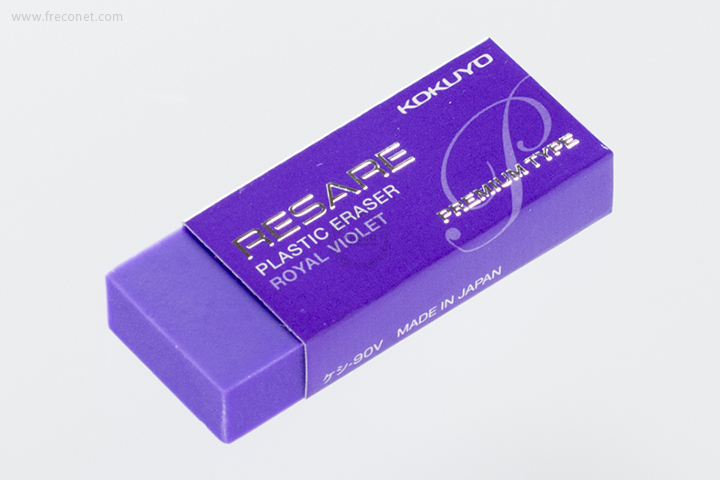 www.freconet.com
KOKUYO
RESARE
PLASTIC ERASER
ROYAL VIOLET
P
PREMIUM TYPE
ケシ-90V MADE IN JAPAN